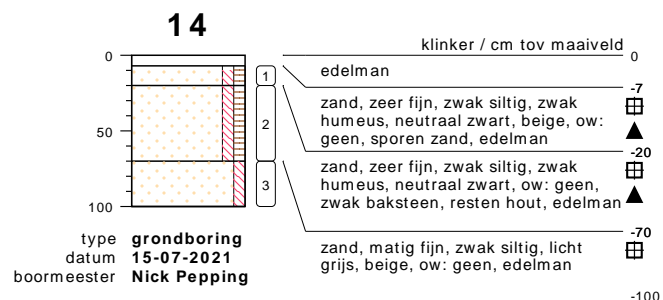 14
klinker / cm tov maaiveld
0
0
edelman
-7
1
zand, zeer fijn, zwak siltig, zwak
humeus, neutraal zwart, beige, ow:
geen, sporen zand, edelman
-20
50
2
zand, zeer fijn, zwak siltig, zwak
humeus, neutraal zwart, ow: geen,
zwak baksteen, resten hout, edelman
-70
3
100
zand, matig fijn, zwak siltig, licht
grijs, beige, ow: geen, edelman
-100
type grondboring
datum 15-07-2021
boormeester Nick Pepping